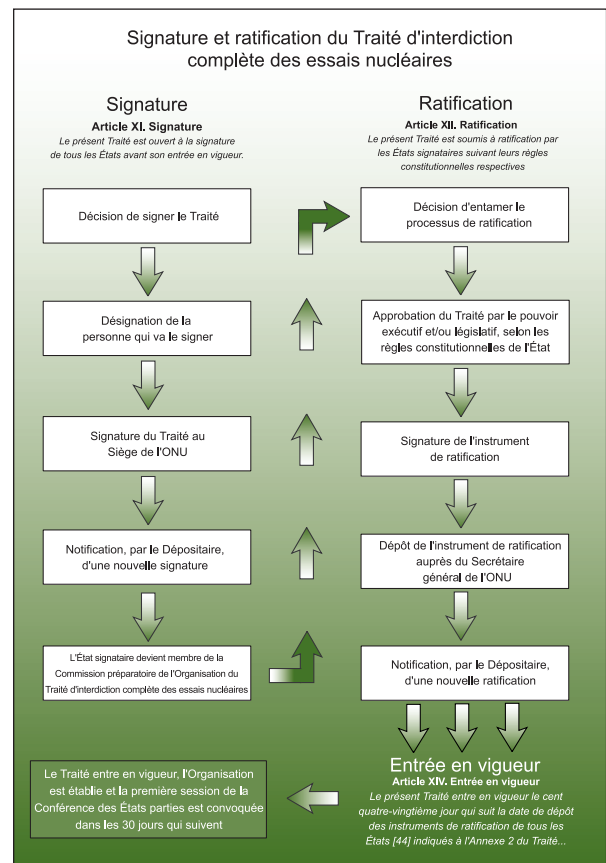 Signature et ratification du Traité d'interdiction
complète des essais nucléaires
Signature
Article XI. Signature
Le présent Traité est ouvert à la signature
de tous les États avant son entrée en vigueur.
Décision de signer le Traité
Désignation de la
personne qui va le signer
Signature du Traité au
Siège de l'ONU
Notification, par le Dépositaire,
d'une nouvelle signature
L'État signataire devient membre de la
Commission préparatoire de l'Organisation du
Traité d'interdiction complète des essais nucléaires
Ratification
Article XII. Ratification
Le présent Traité est soumis à ratification par
les États signataires suivant leurs règles
constitutionnelles respectives
Décision d'entamer le
processus de ratification
Approbation du Traité par le pouvoir
exécutif et/ou législatif, selon les
règles constitutionnelles de l'État
Signature de l'instrument
de ratification
Dépôt de l'instrument de ratification
auprès du Secrétaire
général de l'ONU
Notification, par le Dépositaire,
d'une nouvelle ratification
Entrée en vigueur
Article XIV. Entrée en vigueur
Le présent Traité entre en vigueur le cent
quatre-vingtième jour qui suit la date de dépôt
des instruments de ratification de tous les
États [44] indiqués à l'Annexe 2 du Traité...
Le Traité entre en vigueur, l'Organisation
est établie et la première session de la
Conférence des États parties est convoquée
dans les 30 jours qui suivent